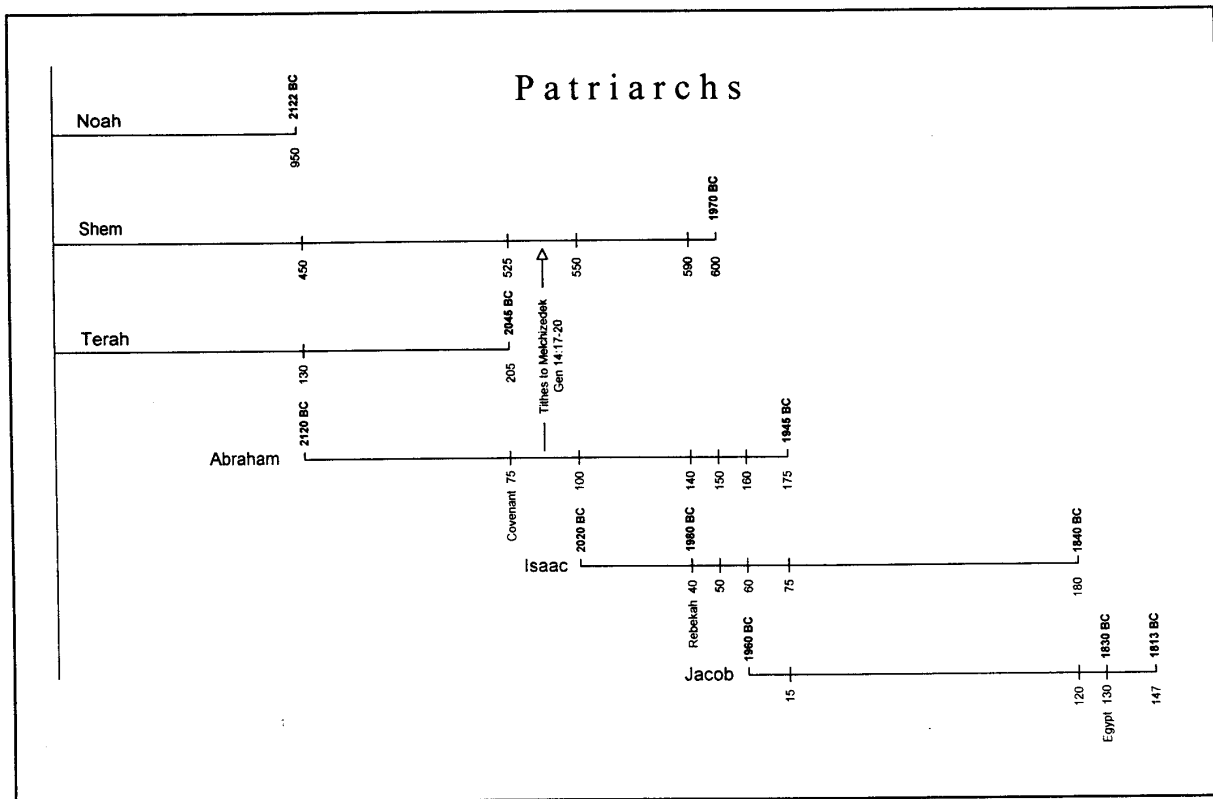 Patriarchs
Noah
2122 BC
950
Shem
1970 BC
450
525
550
590
600
Terah
2045 BC
130
205
Tithes to Melchizedek
Gen 14:17-20
Abraham
2120 BC
1945 BC
Covenant 75
100
140
150
160
175
Isaac
2020 BC
1980 BC
1840 BC
Rebekah 40
50
60
75
180
Jacob
1960 BC
1830 BC
1813 BC
15
120
Egypt 130
147